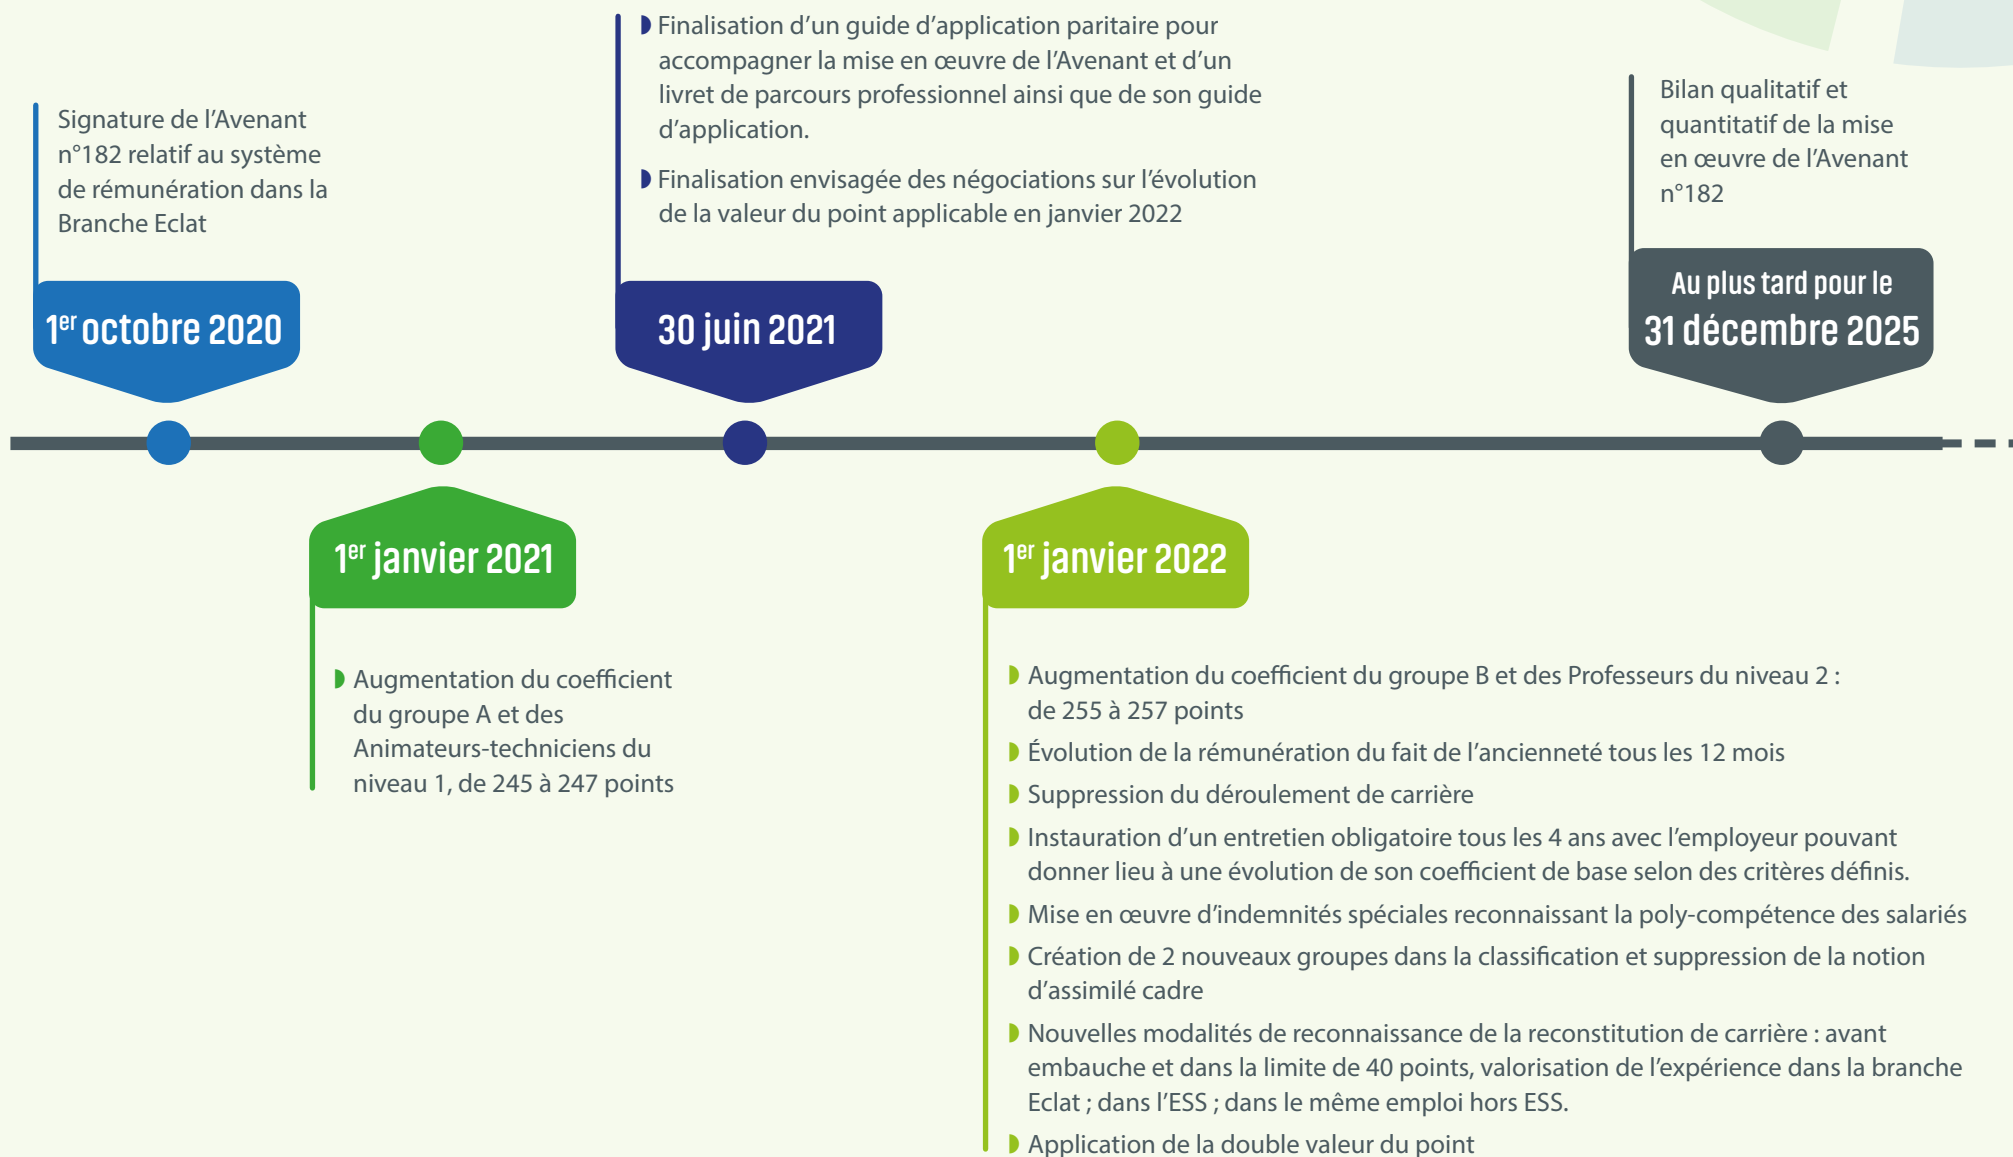 Signature de l’Avenant
n°182 relatif au système
de rémunération dans la
Branche Eclat
1er octobre 2020
Augmentation du coefficient
du groupe A et des
Animateurs-techniciens du
niveau 1, de 245 à 247 points
1er janvier 2021
Finalisation d’un guide d’application paritaire pour
accompagner la mise en œuvre de l’Avenant et d’un
livret de parcours professionnel ainsi que de son guide
d’application.
Finalisation envisagée des négociations sur l’évolution
de la valeur du point applicable en janvier 2022
30 juin 2021
1er janvier 2022
Augmentation du coefficient du groupe B et des Professeurs du niveau 2 :
de 255 à 257 points
Évolution de la rémunération du fait de l’ancienneté tous les 12 mois
Suppression du déroulement de carrière
Instauration d’un entretien obligatoire tous les 4 ans avec l’employeur pouvant
donner lieu à une évolution de son coefficient de base selon des critères définis.
Mise en œuvre d’indemnités spéciales reconnaissant la poly-compétence des salariés
Création de 2 nouveaux groupes dans la classification et suppression de la notion
d’assimilé cadre
Nouvelles modalités de reconnaissance de la reconstitution de carrière : avant
embauche et dans la limite de 40 points, valorisation de l’expérience dans la branche
Eclat ; dans l’ESS ; dans le même emploi hors ESS.
Application de la double valeur du point
Bilan qualitatif et
quantitatif de la mise
en œuvre de l’Avenant
n°182
Au plus tard pour le
31 décembre 2025